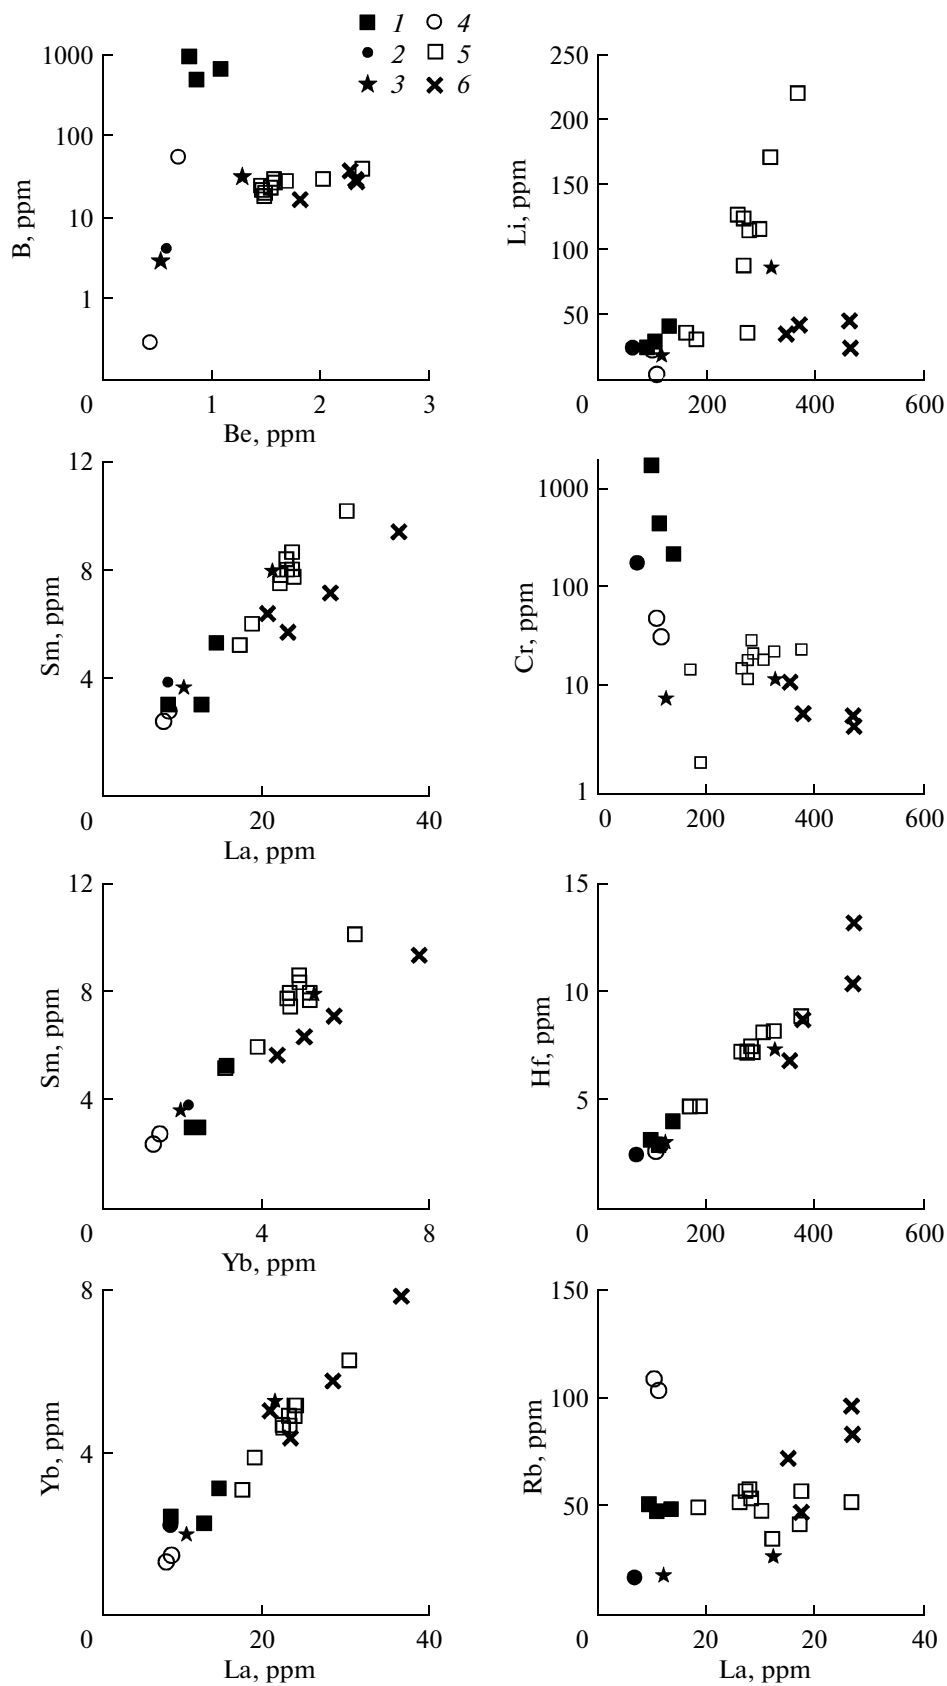 1 4
2 5
3 6
1000
100
10
1
B, ppm
0 1 2 3
Be, ppm
250
200
150
100
50
Li, ppm
0 200 400 600
12
8
4
Sm, ppm
0 20 40
La, ppm
1000
100
10
1
Cr, ppm
0 200 400 600
12
8
4
Sm, ppm
0 4 8
Yb, ppm
15
10
5
Hf, ppm
0 200 400 600
8
4
Yb, ppm
0 20 40
La, ppm
150
100
50
Rb, ppm
0 20 20 40
La, ppm